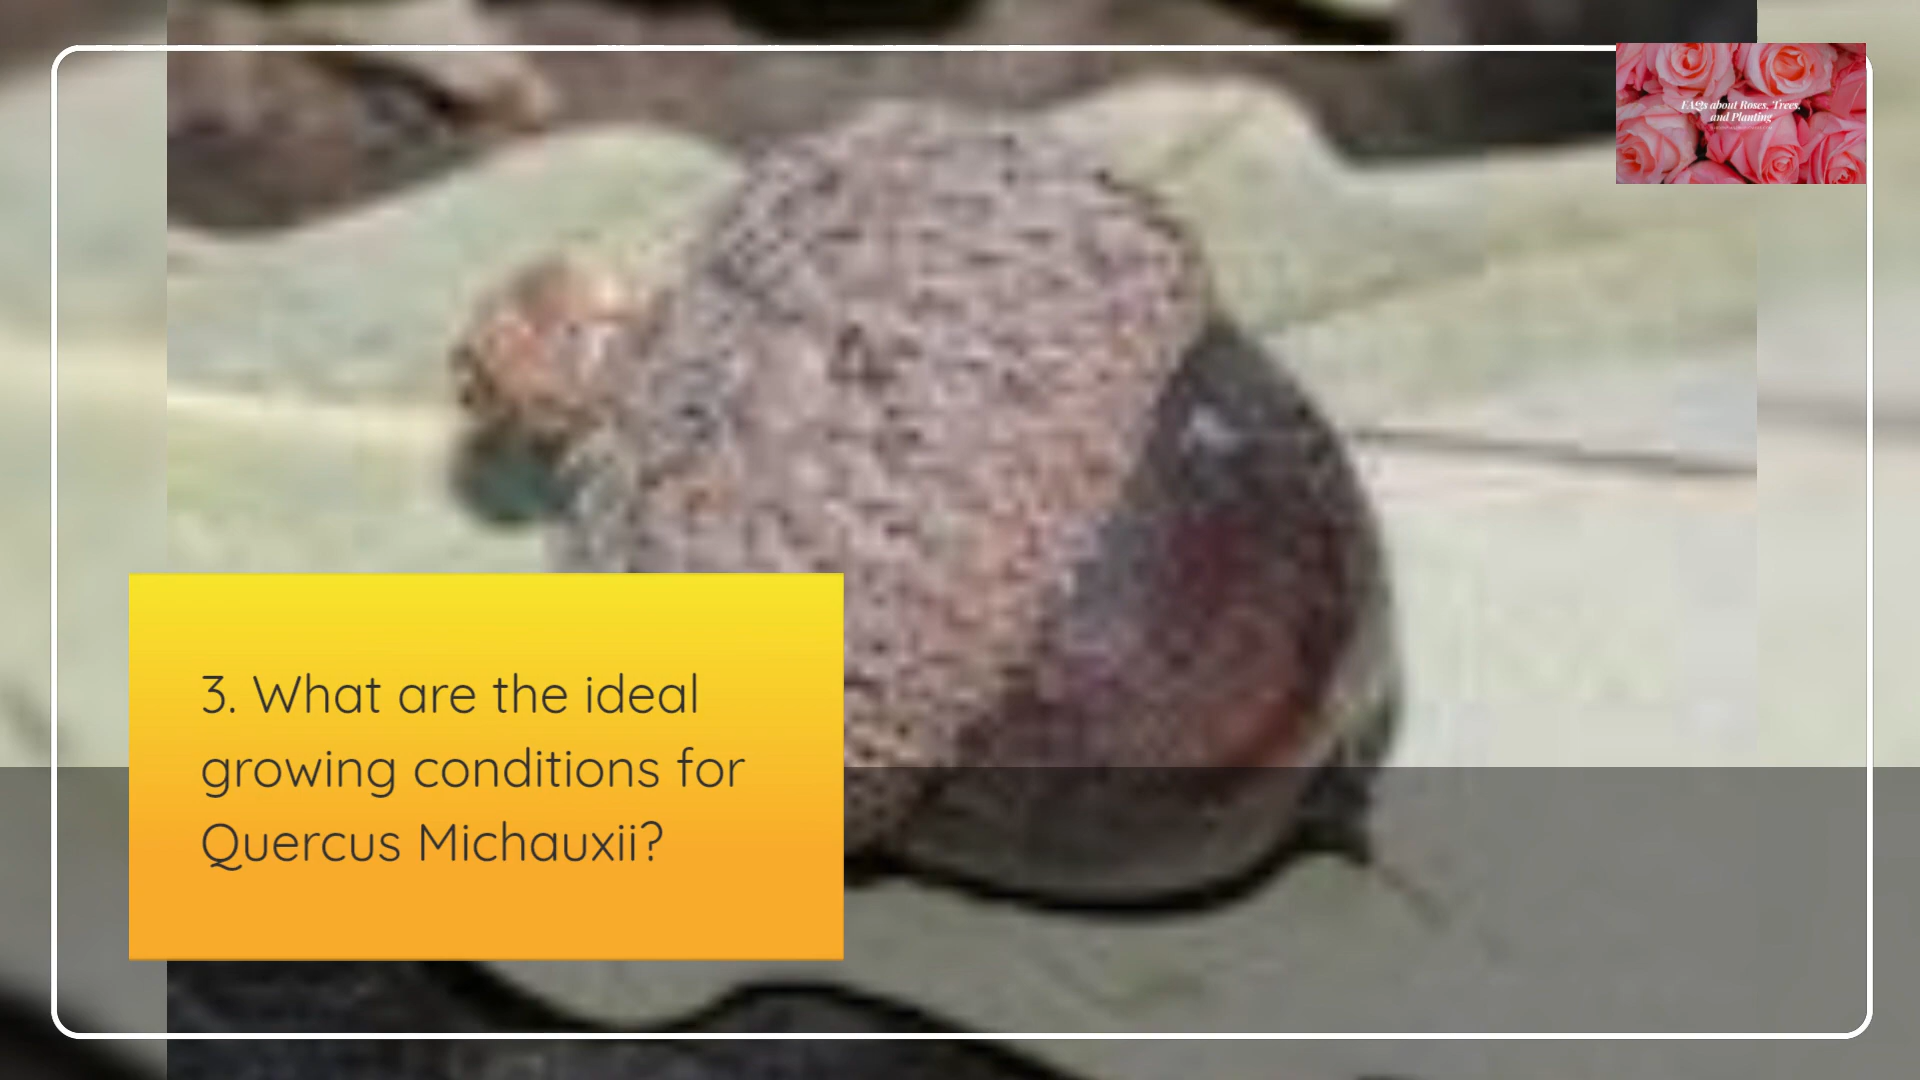 FAQs about Roses, Trees,
and Planting
3. What are the ideal
growing conditions for
Quercus Michauxii?